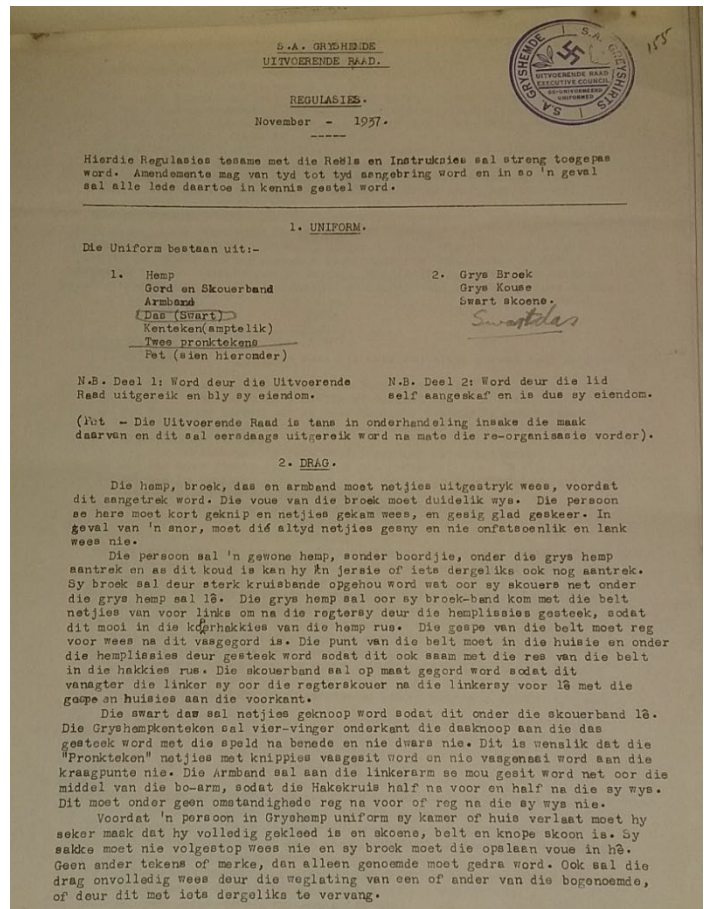 S.A. GRYSHEMDE
UITVOERENDE RAAD.
S.A. GRYSHEMDE S.A. GREYSHIRTS
UITVOERENDE RAAD
EXECUTIVE COUNCIL
GE-UNIVORMEERD
UNIFORMED
155
REGULASIES.
November - 1937.
-----
Hierdie Regulasies tesame met die Reëls en Instruksies sal streng toegepas
word. Amendemente mag van tyd tot tyd aangebring word en in so 'n geval
sal alle lede daartoe in kennis gestel word.
1. UNIFORM.
Die Uniform bestaan uit:-
1. Hemp
Gord en Skouerband
Armband
Das (Swart)
Kenteken(amptelik)
Twee pronktekens
Pet (sien hieronder)
2. Grys Broek
Grys Kouse
Swart skoene.
Swart das
N.B. Deel 1: Word deur die Uitvoerende
Raad uitgereik en bly sy eiendom.
N.B. Deel 2: Word deur die lid
self aangeskaf en is dus sy eiendom.
(Pet - Die Uitvoerende Raad is tans in onderhandeling insake die maak
daarvan en dit sal eersdaags uitgereik word na mate die re-organisasie vorder).
2. DRAG.
Die hemp, broek, das en armband moet netjies uitgestryk wees, voordat
dit aangetrek word. Die voue van die broek moet duidelik wys. Die persoon
se hare moet kort geknip en netjies gekam wees, en gesig glad geskeer. In
geval van 'n snor, moet dié altyd netjies gesny en nie onfatsoenlik en lank
wees nie.
Die persoon sal 'n gewone hemp, sonder boordjie, onder die grys hemp
aantrek en as dit koud is kan hy 'n jersie of iets dergeliks ook nog aantrek.
Sy broek sal deur sterk kruisbande opgehou word wat oor sy skouers net onder
die grys hemp sal lê. Die grys hemp sal oor sy broek-band kom met die belt
netjies van voor links om na die regtersy deur die hemplissies gesteek, sodat
dit mooi in die koperhakkies van die hemp rus. Die gespe van die belt moet reg
voor wees na dit vasgegord is. Die punt van die belt moet in die huisie en onder
die hemplissies deur gesteek word sodat dit ook saam met die res van die belt
in die hakkies rus. Die skouerband sal op maat gegord word sodat dit
vanagter die linker sy oor die regterskouer na die linkersy voor lê met die
gespe en huisies aan die voorkant.
Die swart daw sal netjies geknoop word sodat dit onder die skouerband lê.
Die Gryshempkenteken sal vier-vinger onderkant die dasknoop aan die das
gesteek word met die speld na benede en nie dwars nie. Dit is wenslik dat die
"Pronkteken" netjies met knippies vasgesit word en nie vasgenaai word aan die
kraagpunte nie. Die Armband sal aan die linkerarm se mou gesit word net oor die
middel van die bo-arm, sodat die Hakekruis half na voor en half na die sy wys.
Dit moet onder geen omstandighede reg na voor of reg na die sy wys nie.
Voordat 'n persoon in Gryshemp uniform sy kamer of huis verlaat moet hy
seker maak dat hy volledig gekleed is en skoene, belt en knope skoon is. Sy
sakke moet nie volgestop wees nie en sy broek moet die opslaan voue in hê.
Geen ander tekens of merke, dan alleen genoemde moet gedra word. Ook sal die
drag onvolledig wees deur die weglating van een of ander van die bogenoemde,
of deur dit met iets dergeliks te vervang.